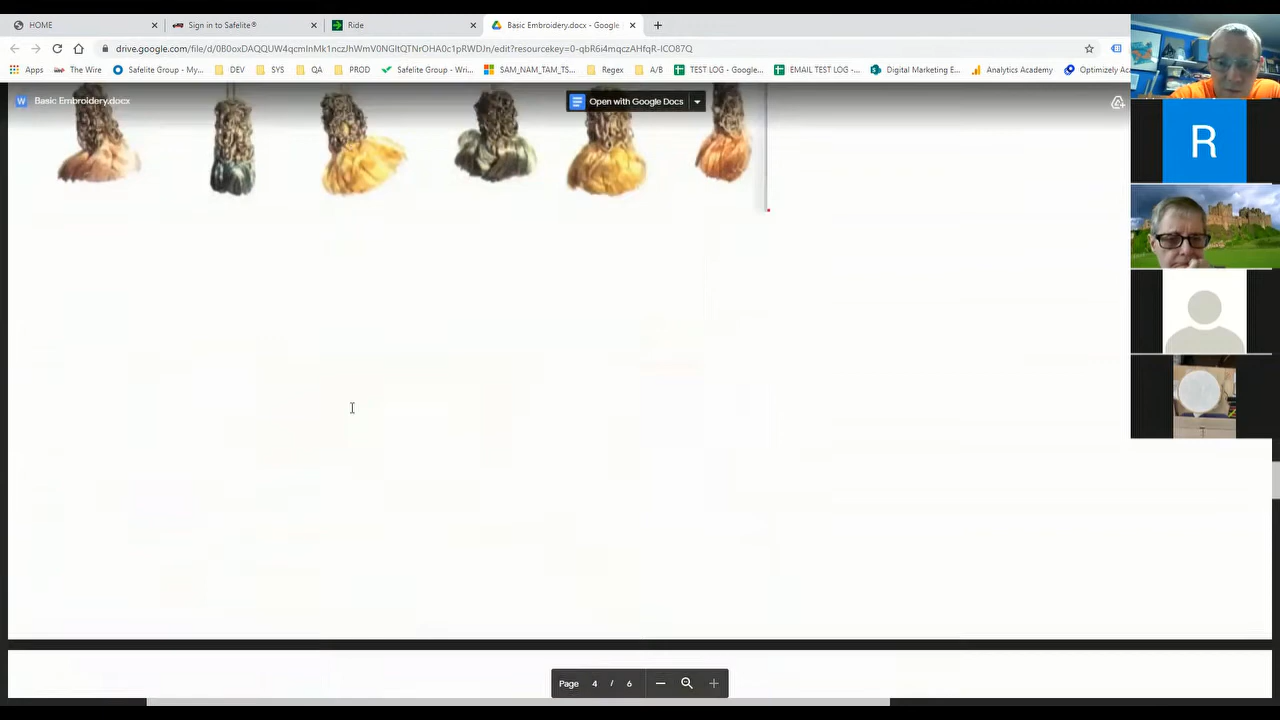 HOME
Sign in to Safelite®
Ride
Basic Embroidery.docx - Google
drive.google.com/file/d/0B0oxDAQQUW4qcmInMk1nczJhWmV0NGltQTNrOHA0c1pRWDJn/edit?resourcekey=0-qbR6i4mqczAHfqR-ICO87Q
Apps
The Wire
Safelite Group - My...
DEV
SYS
QA
PROD
Safelite Group - Wri...
SAM_NAM_TAM_TS...
Regex
A/B
TEST LOG - Google...
EMAIL TEST LOG -...
Digital Marketing E...
Analytics Academy
Optimizely Ac
W
Basic Embroidery.docx
Open with Google Docs
R
Page 4 / 6